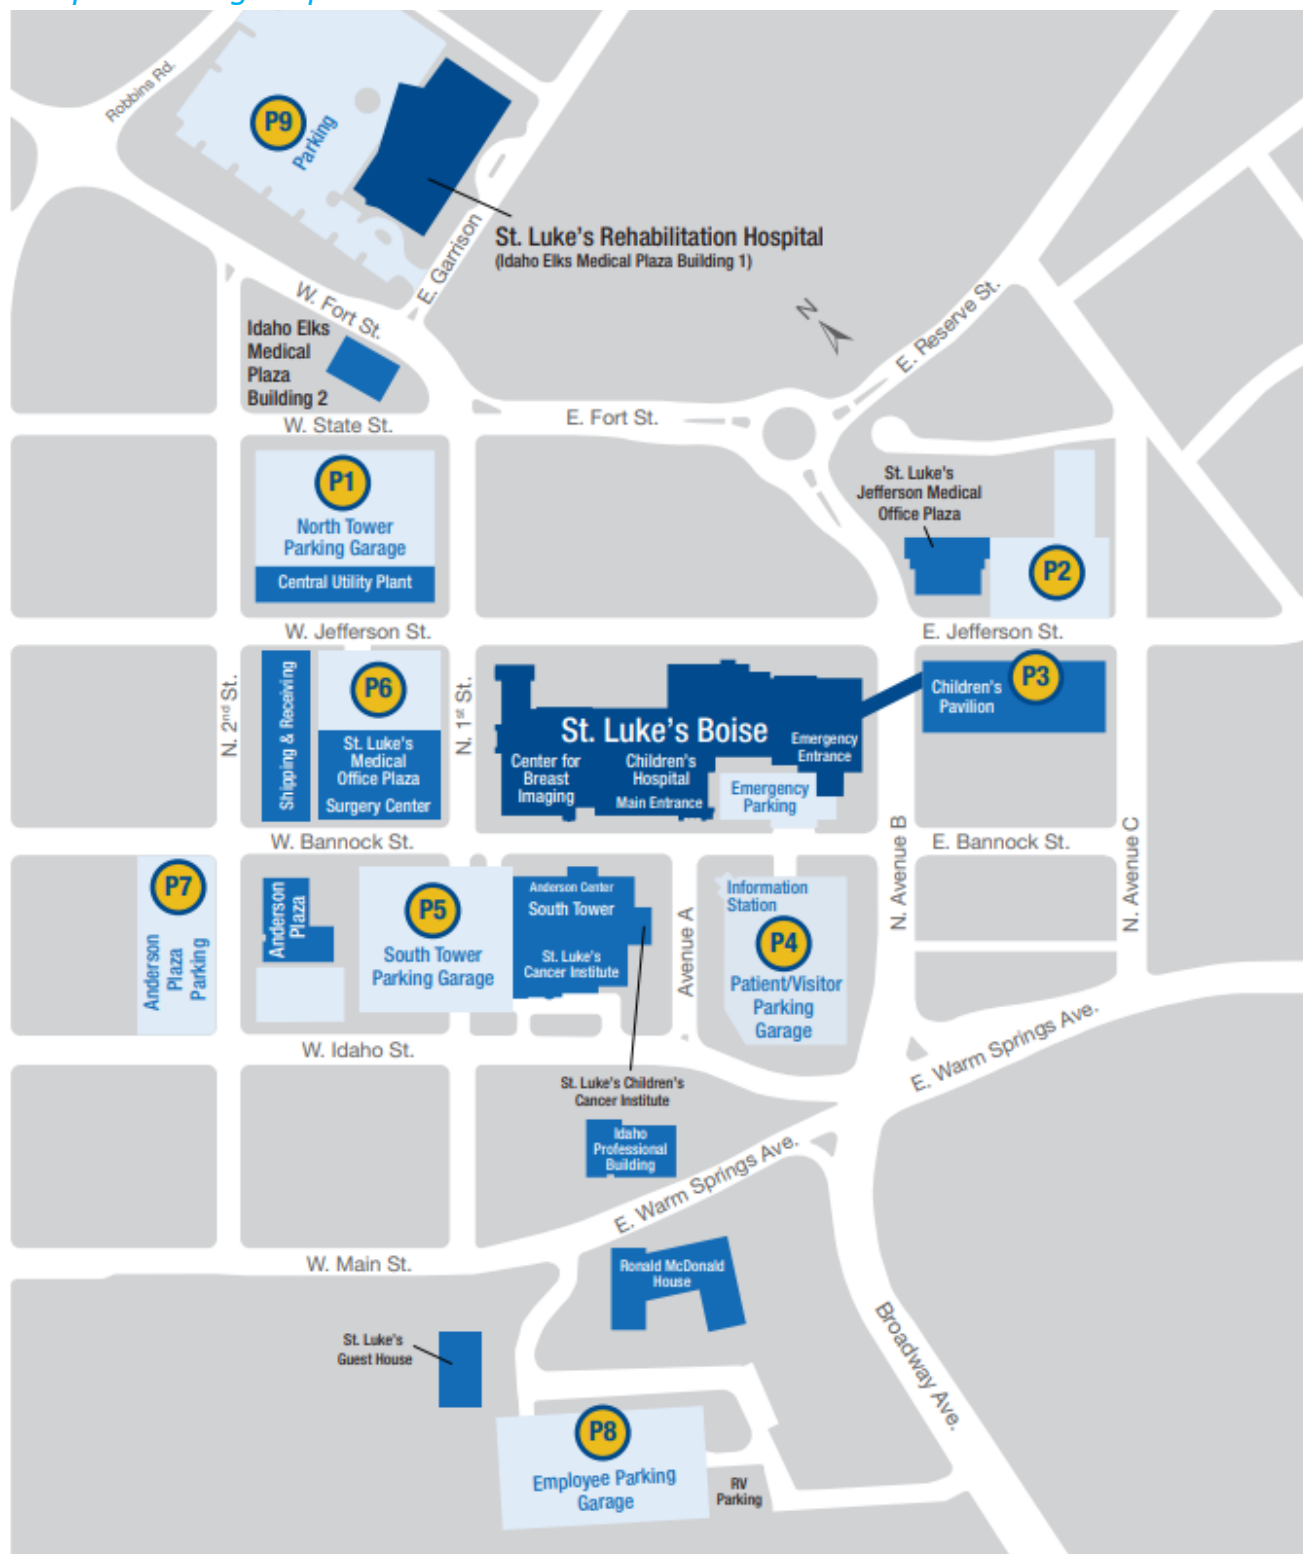 Robbins Rd.
P9
Parking
St. Luke's Rehabilitation Hospital
(Idaho Elks Medical Plaza Building 1)
E. Garrison
N
W. Fort St.
E. Reserve St.
Idaho Elks
Medical
Plaza
Building 2
W. State St.
E. Fort St.
P1
North Tower
Parking Garage
Central Utility Plant
St. Luke's
Jefferson Medical
Office Plaza
P2
W. Jefferson St.
E. Jefferson St.
N. 2nd St.
Shipping & Receiving
P6
St. Luke's
Medical
Office Plaza
Surgery Center
N. 1st St.
St. Luke's Boise
Center for
Breast
Imaging
Children's
Hospital
Main Entrance
Emergency
Entrance
Emergency
Parking
P3
Children's
Pavilion
W. Bannock St.
N. Avenue B
E. Bannock St.
N. Avenue C
P7
Anderson
Plaza
Parking
Anderson
Plaza
P5
South Tower
Parking Garage
Anderson Center
South Tower
St. Luke's
Cancer Institute
Avenue A
Information
Station
P4
Patient/Visitor
Parking
Garage
W. Idaho St.
E. Warm Springs Ave.
St. Luke's Children's
Cancer Institute
Idaho
Professional
Building
E. Warm Springs Ave.
W. Main St.
Ronald McDonald
House
St. Luke's
Guest House
Broadway Ave.
P8
Employee Parking
Garage
RV
Parking